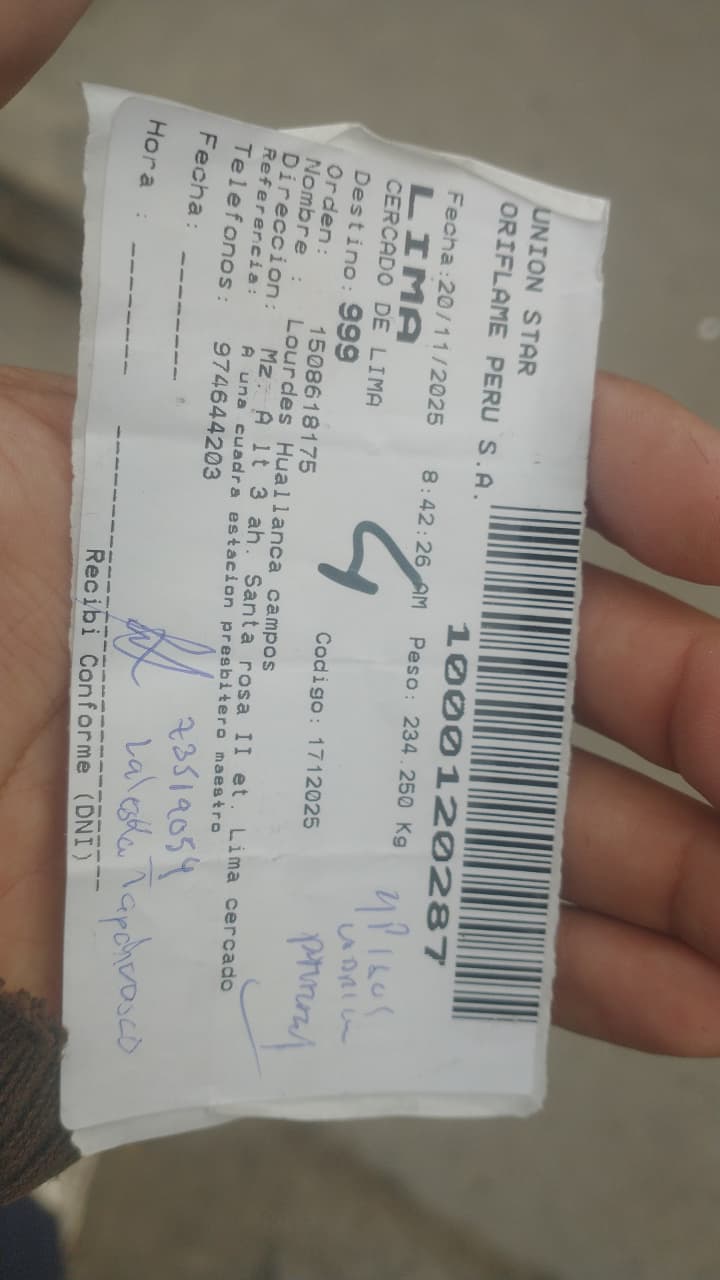 UNION STAR
ORIFLAME PERU S.A.
1000120287
Fecha:20/11/2025 8:42:26 AM Peso: 234.250 Kg
LIMA
CERCADO DE LIMA
Destino: 999
4
Orden: 1508618175 Codigo: 1712025
Nombre : Lourdes Huallanca campos
Direccion: Mz. A lt 3 ah. Santa rosa II et. Lima cercado
Referencia: A una cuadra estacion presbitero maestro
Telefonos: 974644203
Fecha: --------
73519054
Hora : --------
Recibi Conforme (DNI)